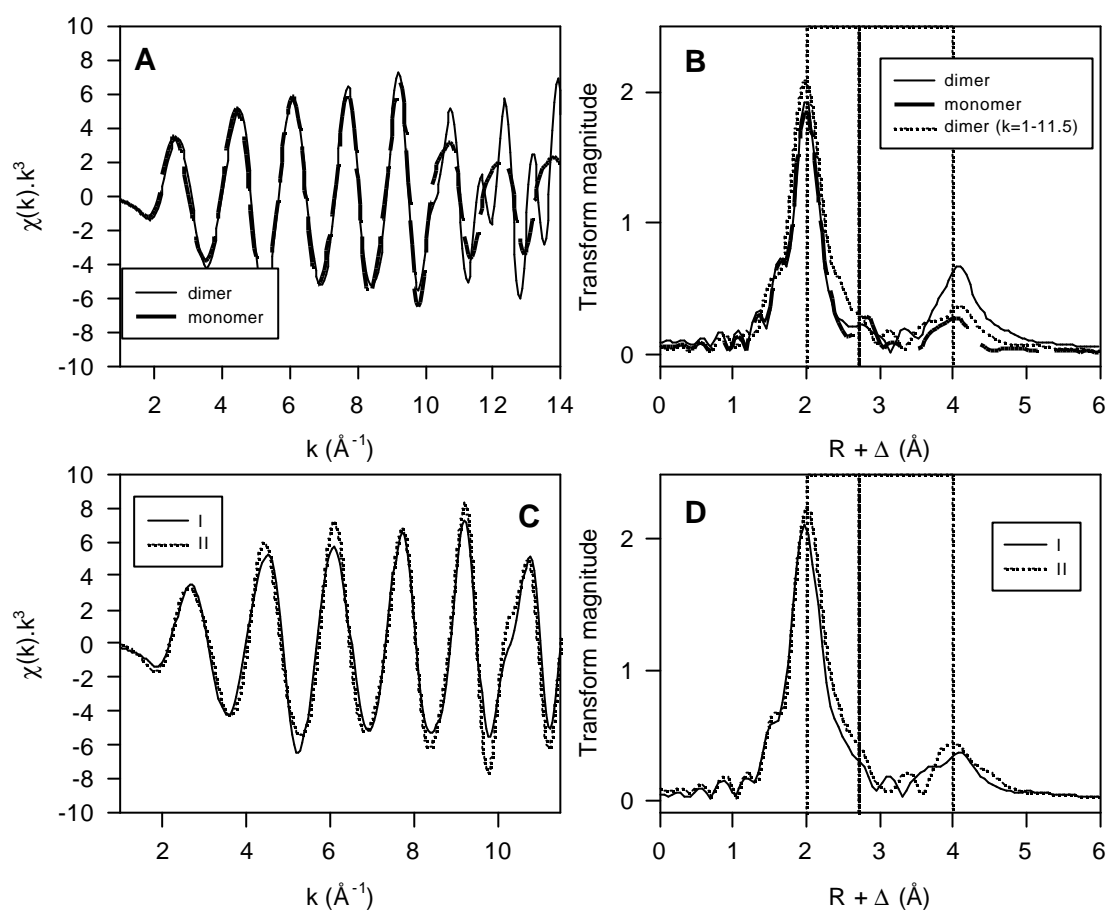 A
10
8
6
4
2
0
-2
-4
-6
-8
-10
χ(k).k³
dimer
monomer
2 4 6 8 10 12 14
k (Å⁻¹)
B
2
1
0
Transform magnitude
dimer
monomer
dimer (k=1-11.5)
0 1 2 3 4 5 6
R + Δ (Å)
C
10
8
6
4
2
0
-2
-4
-6
-8
-10
χ(k).k³
I
II
2 4 6 8 10
k (Å⁻¹)
D
2
1
0
Transform magnitude
I
II
0 1 2 3 4 5 6
R + Δ (Å)